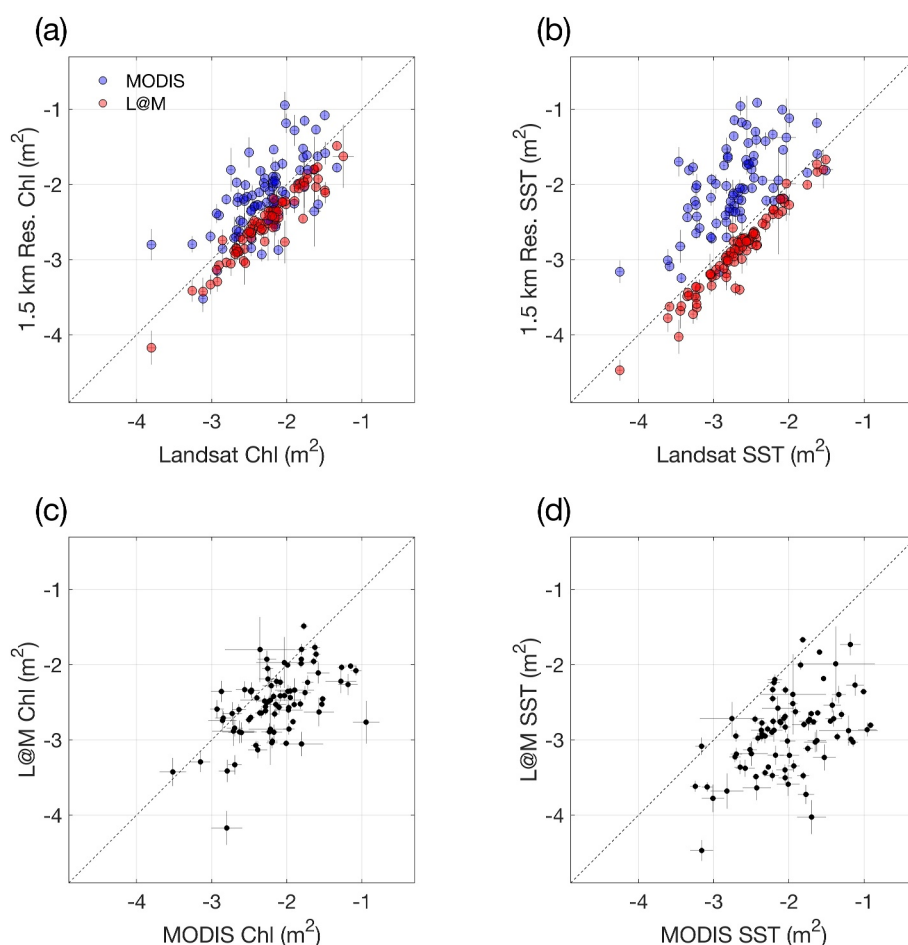 (a)
(b)
MODIS
L@M
-1
-2
-3
-4
1.5 km Res. Chl (m²)
-3
-2
-1
Landsat Chl (m²)
-1
-2
-3
-4
1.5 km Res. SST (m²)
-3
-2
-1
Landsat SST (m²)
(c)
(d)
-1
-2
-3
-4
L@M Chl (m²)
-4
-3
-2
-1
MODIS Chl (m²)
-1
-2
-3
-4
L@M SST (m²)
-4
-3
-2
-1
MODIS SST (m²)